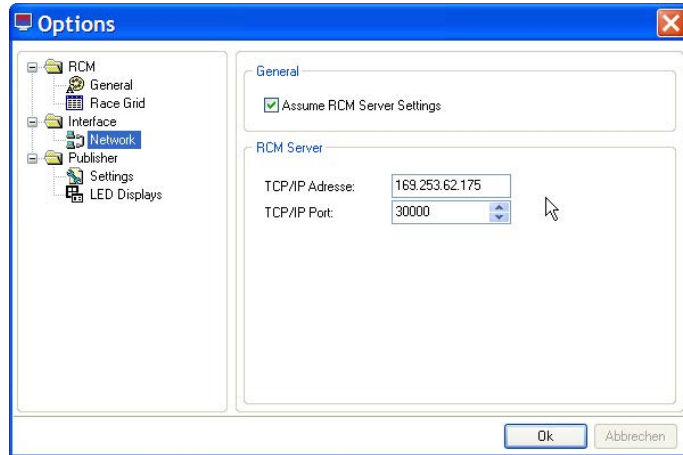 Options
RCM
General
Race Grid
Interface
Network
Publisher
Settings
LED Displays
General
Assume RCM Server Settings
RCM Server
TCP/IP Adresse: 169.253.62.175
TCP/IP Port: 30000
Ok Abbrechen